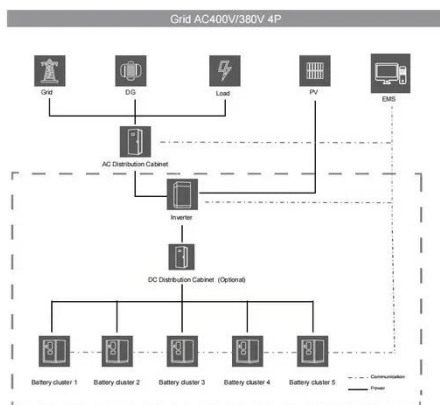 Grid AC400V/380V 4P
Grid
DG
Load
PV
EMS
AC Distribution Cabinet
Inverter
DC Distribution Cabinet (Optional)
Battery cluster 1
Battery cluster 2
Battery cluster 3
Battery cluster 4
Battery cluster 5
Communication
Power